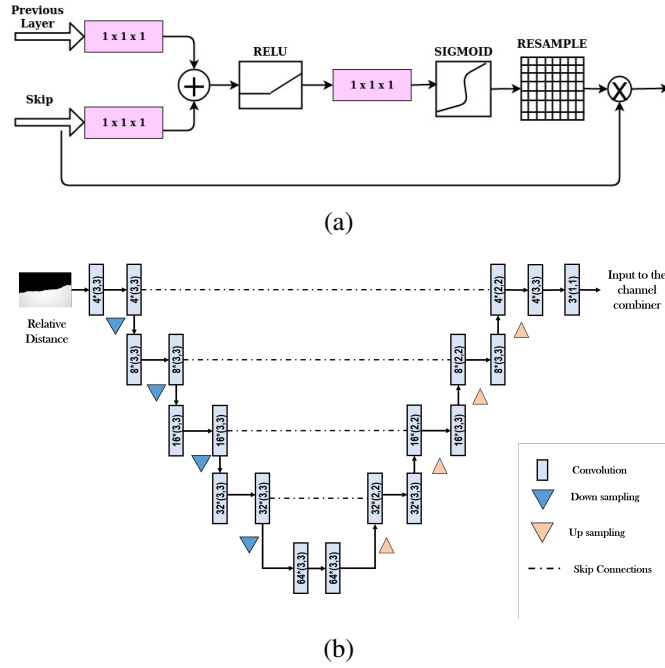 Previous
Layer
1 x 1 x 1
RELU
SIGMOID
RESAMPLE
+
1 x 1 x 1
X
Skip
1 x 1 x 1
(a)
Relative
Distance
4*(3,3)
4*(3,3)
8*(3,3)
8*(3,3)
16*(3,3)
16*(3,3)
32*(3,3)
32*(3,3)
64*(3,3)
64*(3,3)
32*(2,2)
32*(3,3)
16*(2,2)
16*(3,3)
8*(2,2)
8*(3,3)
4*(2,2)
4*(3,3)
3*(1,1)
Input to the
channel
combiner
Convolution
Down sampling
Up sampling
Skip Connections
(b)